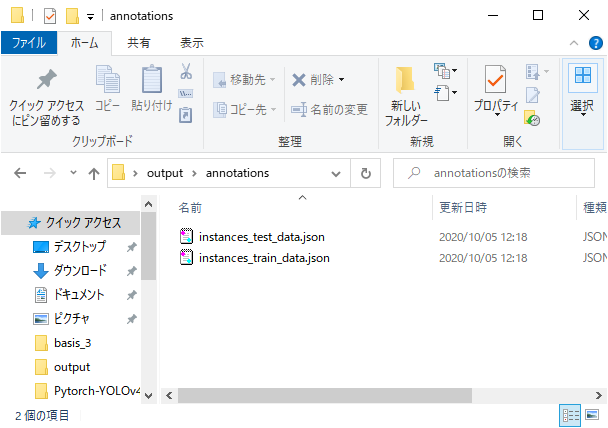 annotations
ファイル ホーム 共有 表示
クイック アクセス
にピン留めする
コピー
貼り付け
クリップボード
移動先
コピー先
削除
名前の変更
整理
新しい
フォルダー
新規
プロパティ
開く
選択
output annotations
annotationsの検索
クイック アクセス
デスクトップ
ダウンロード
ドキュメント
ピクチャ
basis_3
output
Pytorch-YOLOv4
名前 更新日時 種類
instances_test_data.json 2020/10/05 12:18 JSON
instances_train_data.json 2020/10/05 12:18 JSON
2 個の項目